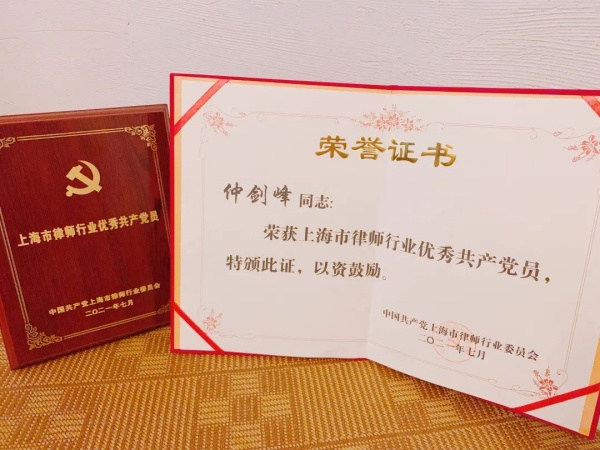 上海市律师行业优秀共产党员
中国共产党上海市律师行业委员会
二〇二一年七月
荣誉证书
仲剑峰 同志:
荣获上海市律师行业优秀共产党员,
特颁此证,以资鼓励。
中国共产党上海市律师行业委员会
二〇二一年七月